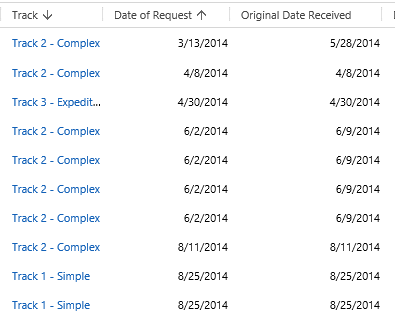 Track ↓ Date of Request ↑ Original Date Received
Track 2 - Complex 3/13/2014 5/28/2014
Track 2 - Complex 4/8/2014 4/8/2014
Track 3 - Expedit... 4/30/2014 4/30/2014
Track 2 - Complex 6/2/2014 6/9/2014
Track 2 - Complex 6/2/2014 6/9/2014
Track 2 - Complex 6/2/2014 6/9/2014
Track 2 - Complex 6/2/2014 6/9/2014
Track 2 - Complex 8/11/2014 8/11/2014
Track 1 - Simple 8/25/2014 8/25/2014
Track 1 - Simple 8/25/2014 8/25/2014